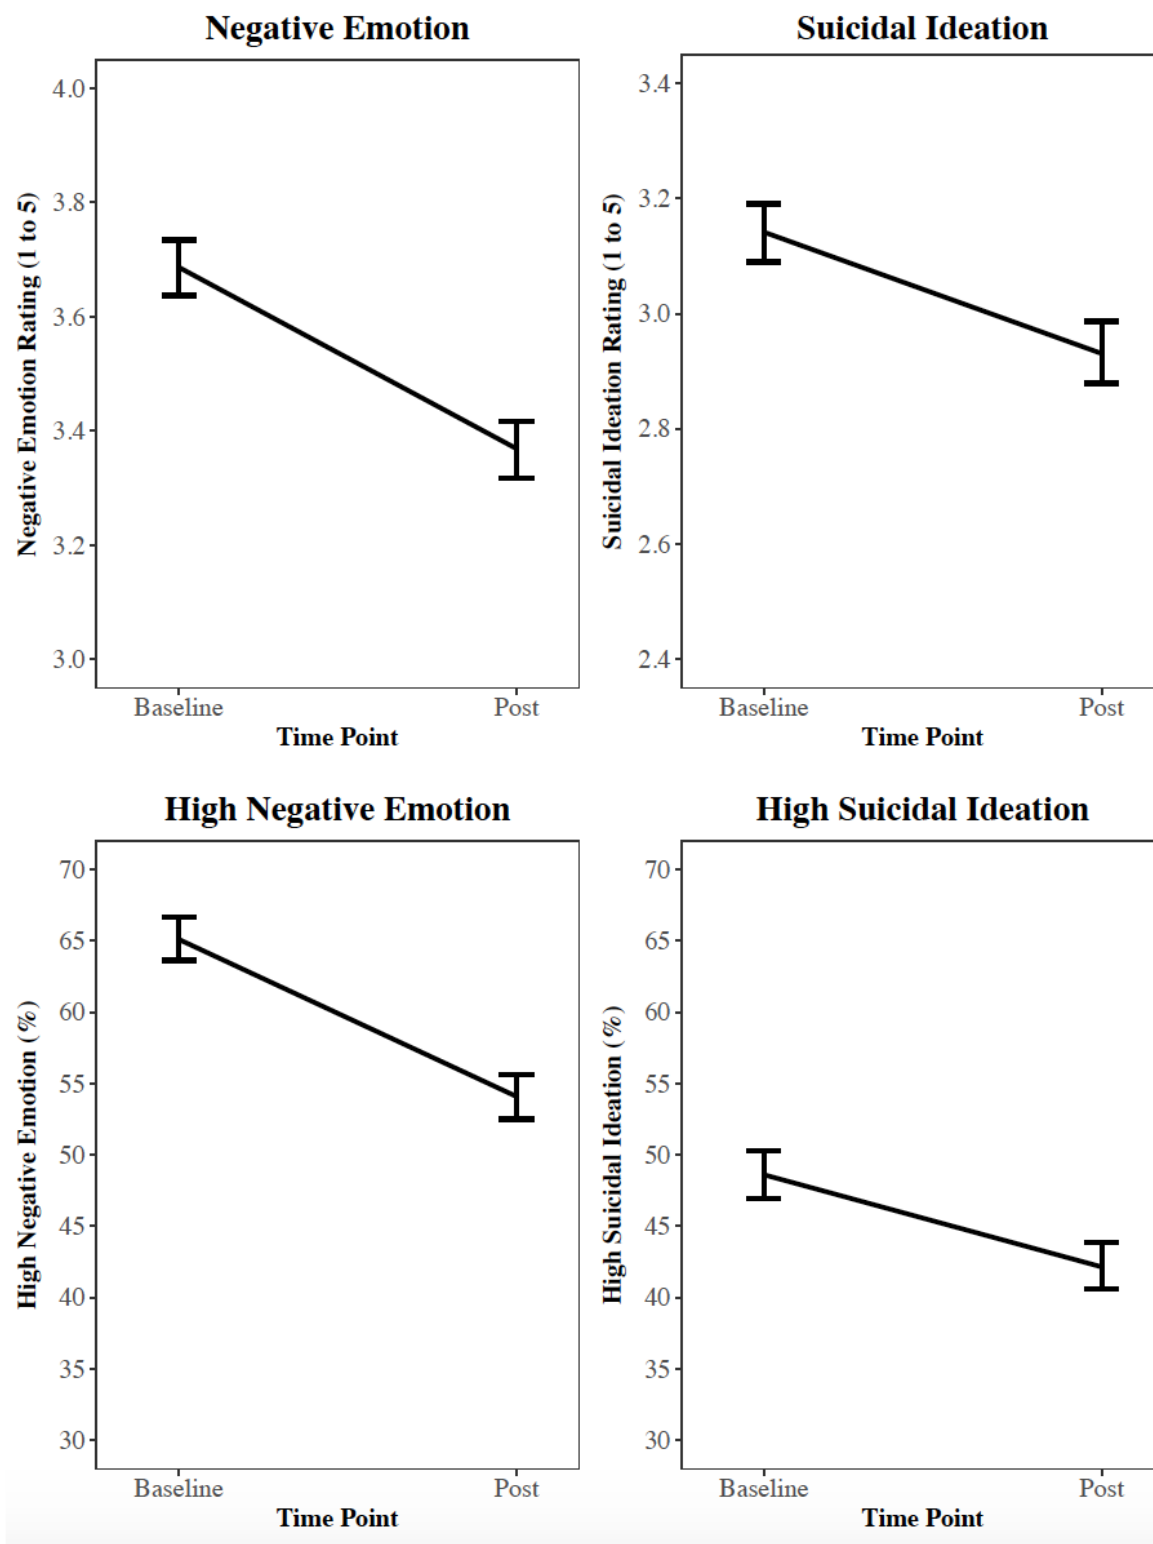 Negative Emotion
Negative Emotion Rating (1 to 5)
4.0
3.8
3.6
3.4
3.2
3.0
Baseline
Post
Time Point
Suicidal Ideation
Suicidal Ideation Rating (1 to 5)
3.4
3.2
3.0
2.8
2.6
2.4
Baseline
Post
Time Point
High Negative Emotion
High Negative Emotion (%)
70
65
60
55
50
45
40
35
30
Baseline
Post
Time Point
High Suicidal Ideation
High Suicidal Ideation (%)
70
65
60
55
50
45
40
35
30
Baseline
Post
Time Point